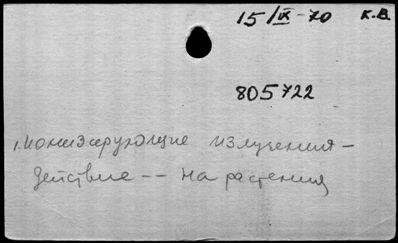 15/IX-70 к.В.
805722
1. Ионизирующие излучения –
действие -- на растения